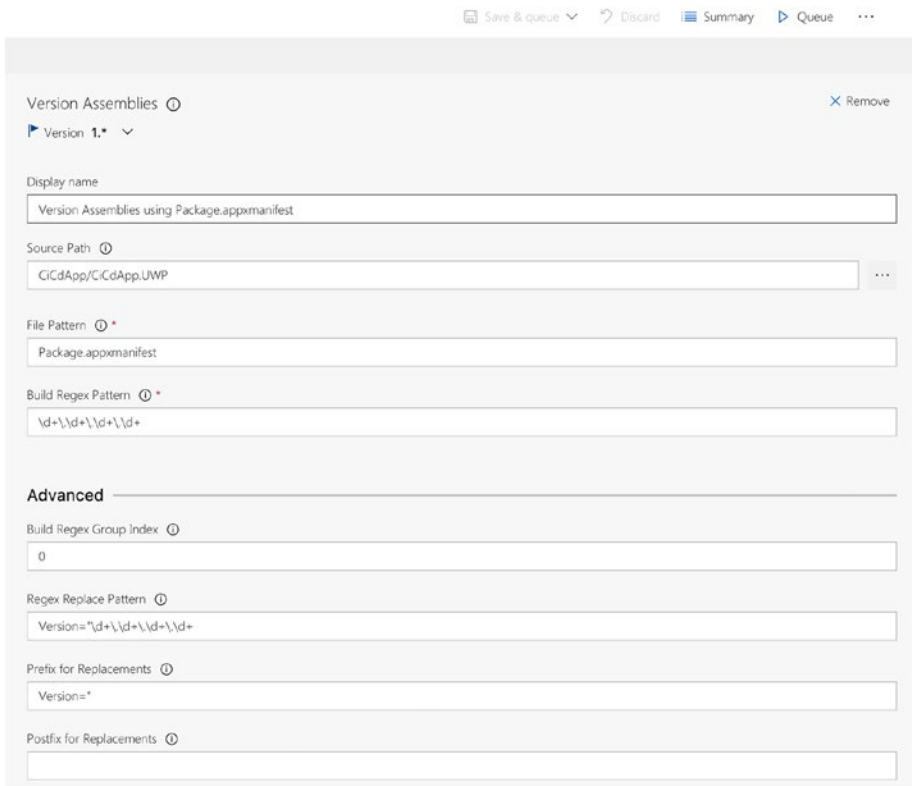 Save & queue Discard Summary Queue ...
Version Assemblies
Remove
Version 1.*
Display name
Version Assemblies using Package.appxmanifest
Source Path
CiCdApp/CiCdApp.UWP
...
File Pattern *
Package.appxmanifest
Build Regex Pattern *
\d+\.\d+\.\d+\.\d+
Advanced
Build Regex Group Index
0
Regex Replace Pattern
Version="\d+\.\d+\.\d+\.\d+
Prefix for Replacements
Version="
Postfix for Replacements